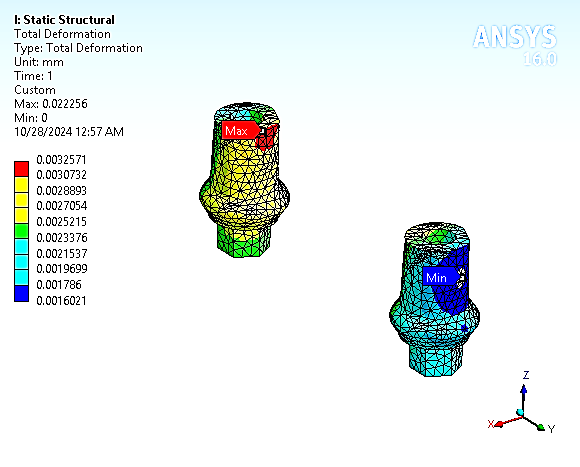 I: Static Structural
Total Deformation
Type: Total Deformation
Unit: mm
Time: 1
Custom
Max: 0.022256
Min: 0
10/28/2024 12:57 AM
0.0032571
0.0030732
0.0028893
0.0027054
0.0025215
0.0023376
0.0021537
0.0019699
0.001786
0.0016021
ANSYS
16.0
Max
Min
Z
X
Y